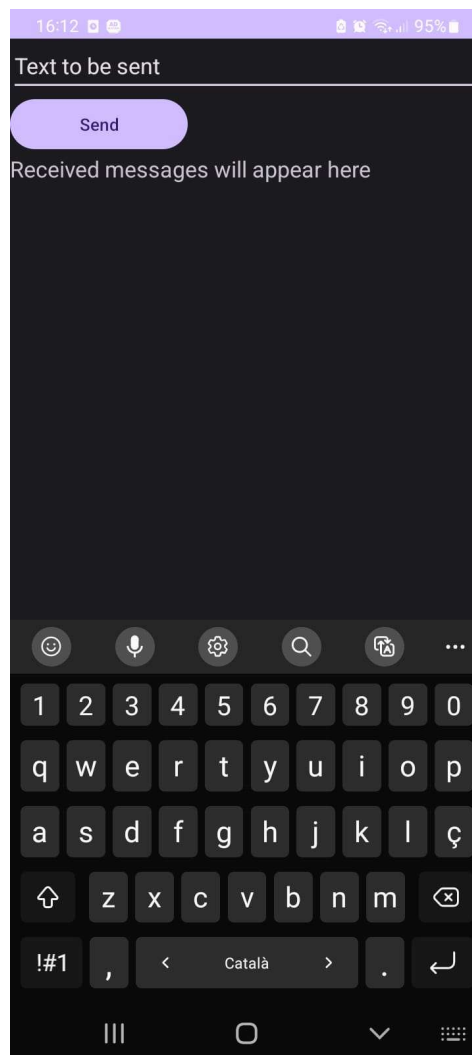 16:12 95%
Text to be sent
Send
Received messages will appear here
1 2 3 4 5 6 7 8 9 0
q w e r t y u i o p
a s d f g h j k l ç
z x c v b n m
!#1 , < Català > .